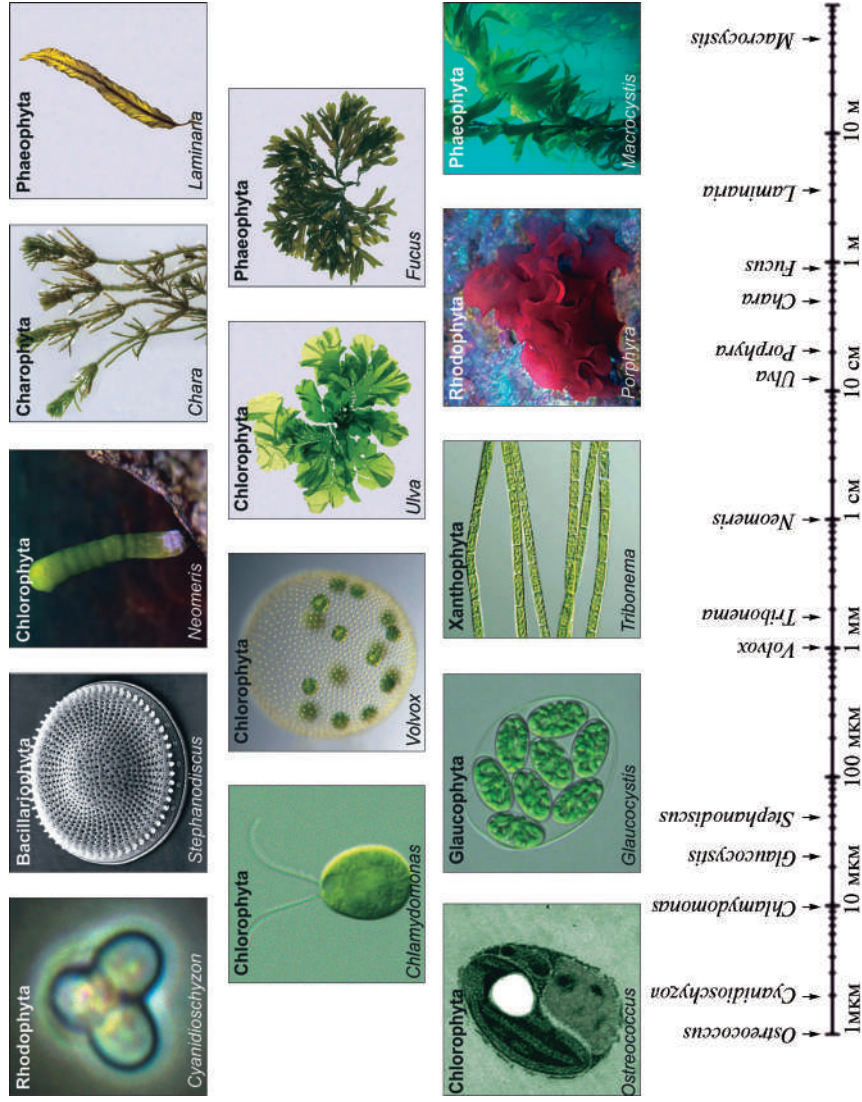 Rhodophyta
Cyanidioschyzon
Bacillariophyta
Stephanodiscus
Chlorophyta
Neomeris
Charophyta
Chara
Phaeophyta
Laminaria
Chlorophyta
Chlamydomonas
Chlorophyta
Volvox
Chlorophyta
Ulva
Phaeophyta
Fucus
Chlorophyta
Ostreococcus
Glaucophyta
Glaucocystis
Xanthophyta
Tribonema
Rhodophyta
Porphyra
Phaeophyta
Macrocystis
Ostreococcus
Cyanidioschyzon
Chlamydomonas
Glaucocystis
Stephanodiscus
Volvox
Tribonema
Neomeris
Ulva
Porphyra
Chara
Fucus
Laminaria
Macrocystis
1МКМ
10 МКМ
100 МКМ
1 ММ
1 СМ
10 СМ
1 М
10 М